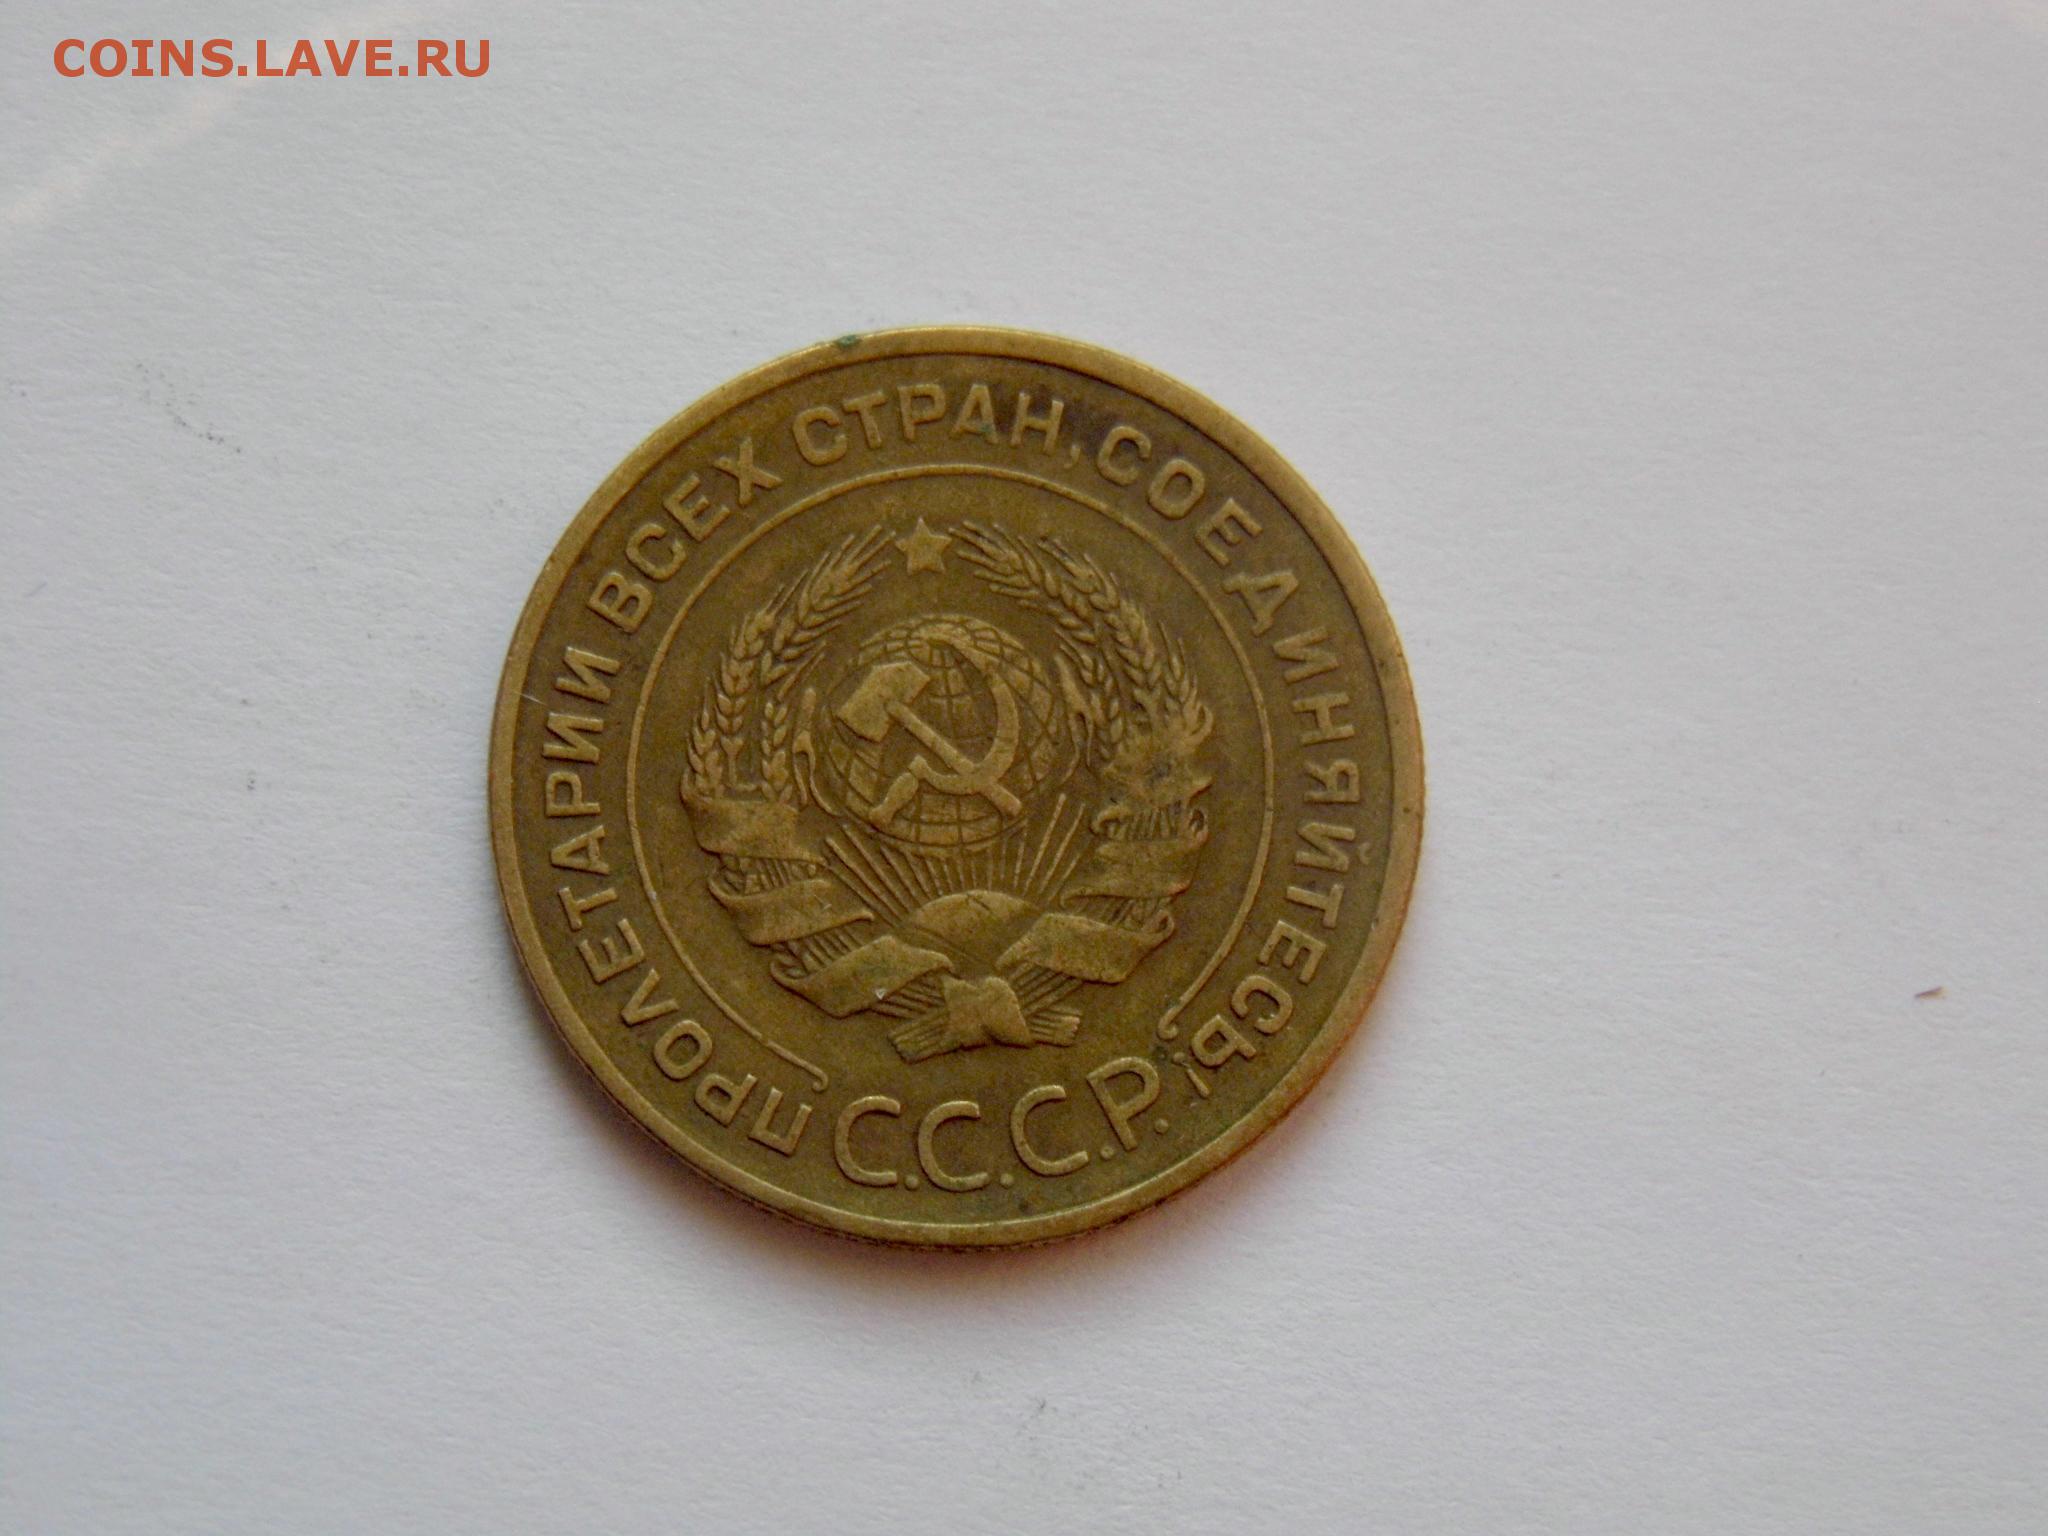 COINS.LAVE.RU
ПРОЛЕТАРИИ ВСЕХ СТРАН, СОЕДИНЯЙТЕСЬ!
С.С.С.Р.